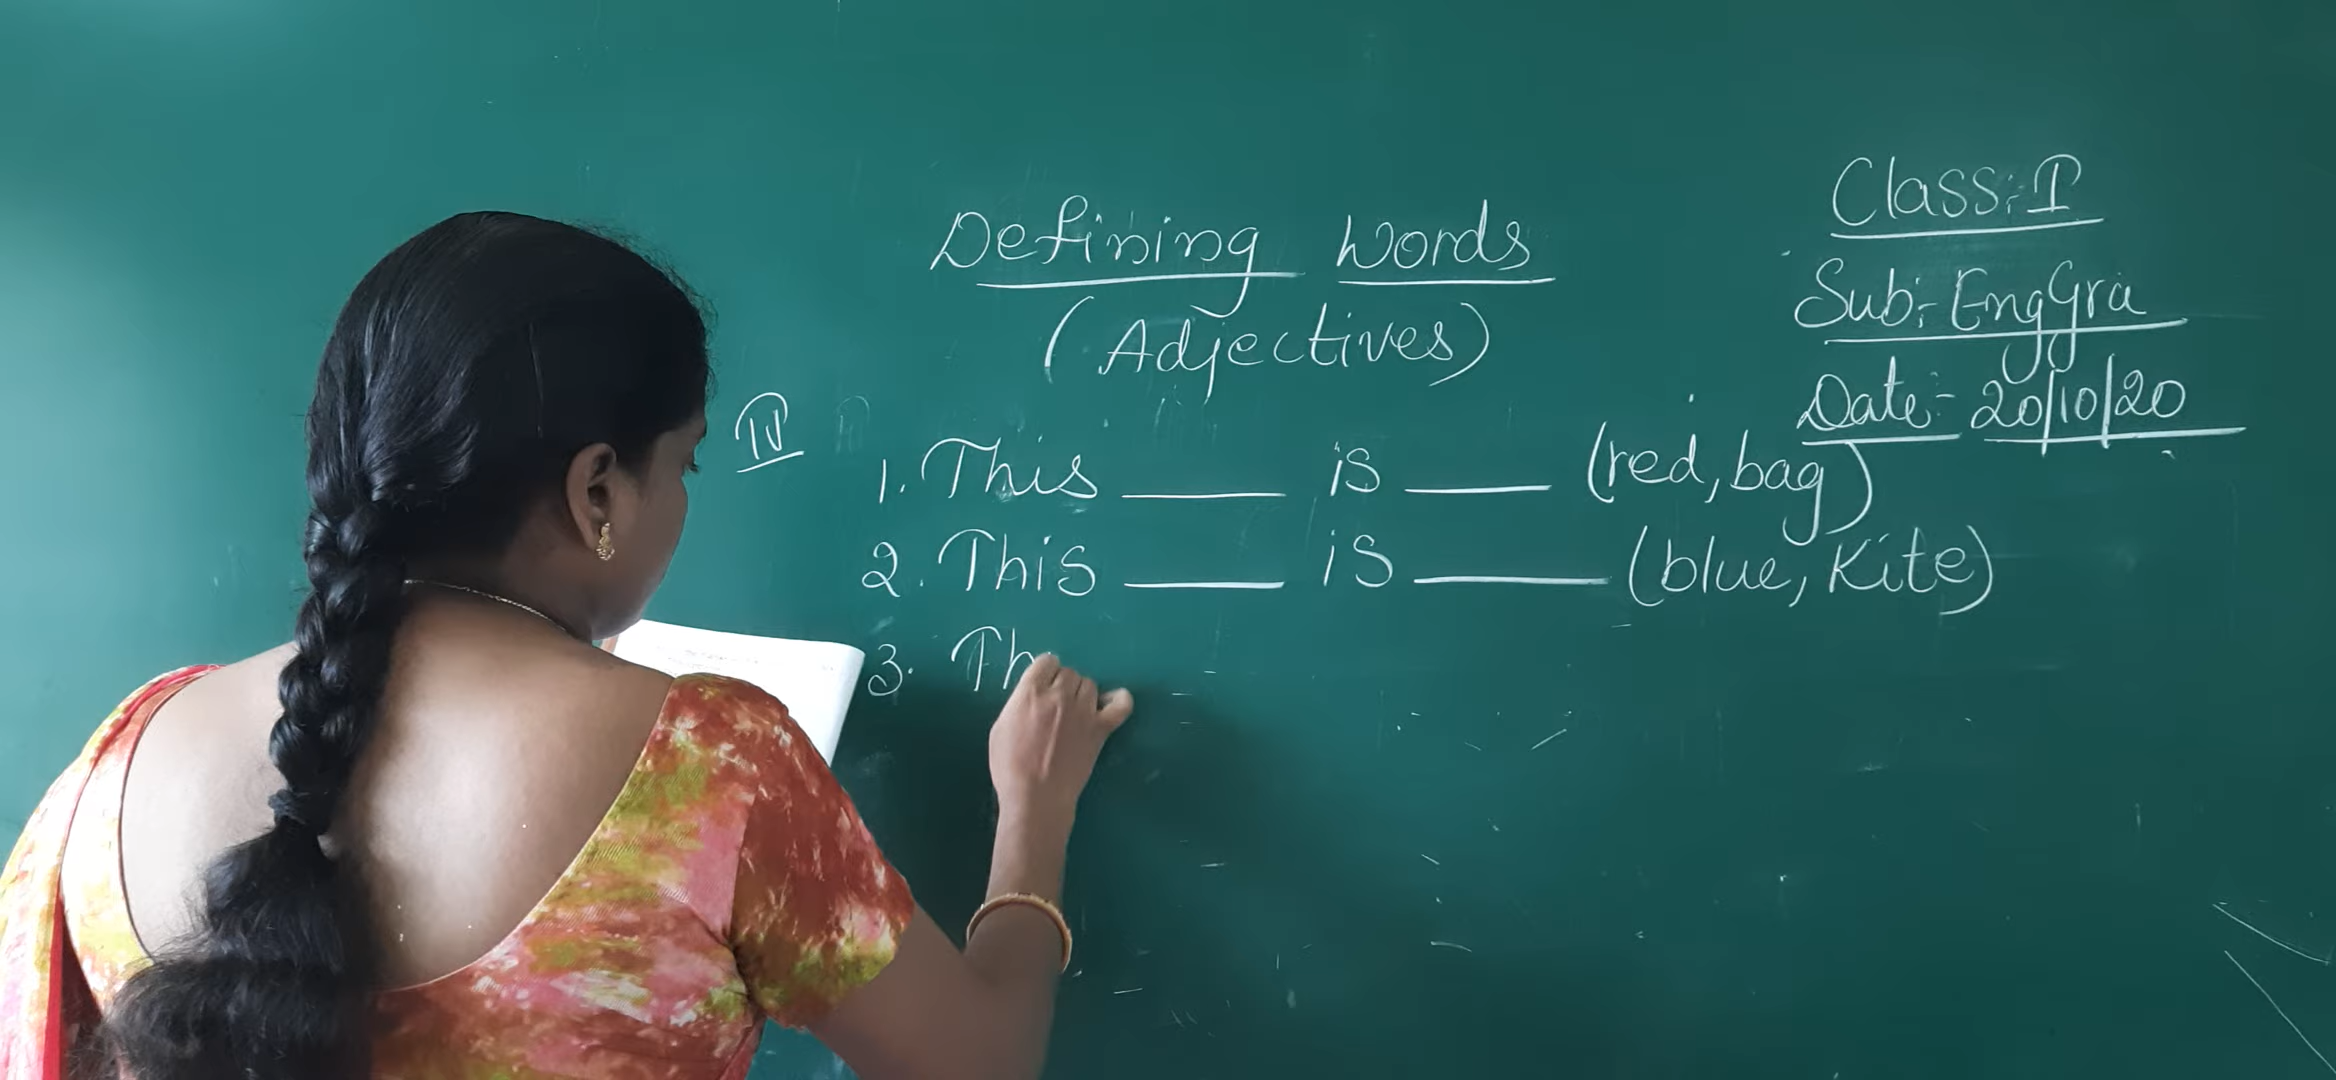 Class:-I
Sub:-EngGra
Date- 20/10/20
Defining Words
(Adjectives)
IV
1. This ____ is ____ (red, bag)
2. This ____ is ____ (blue, Kite)
3. Th